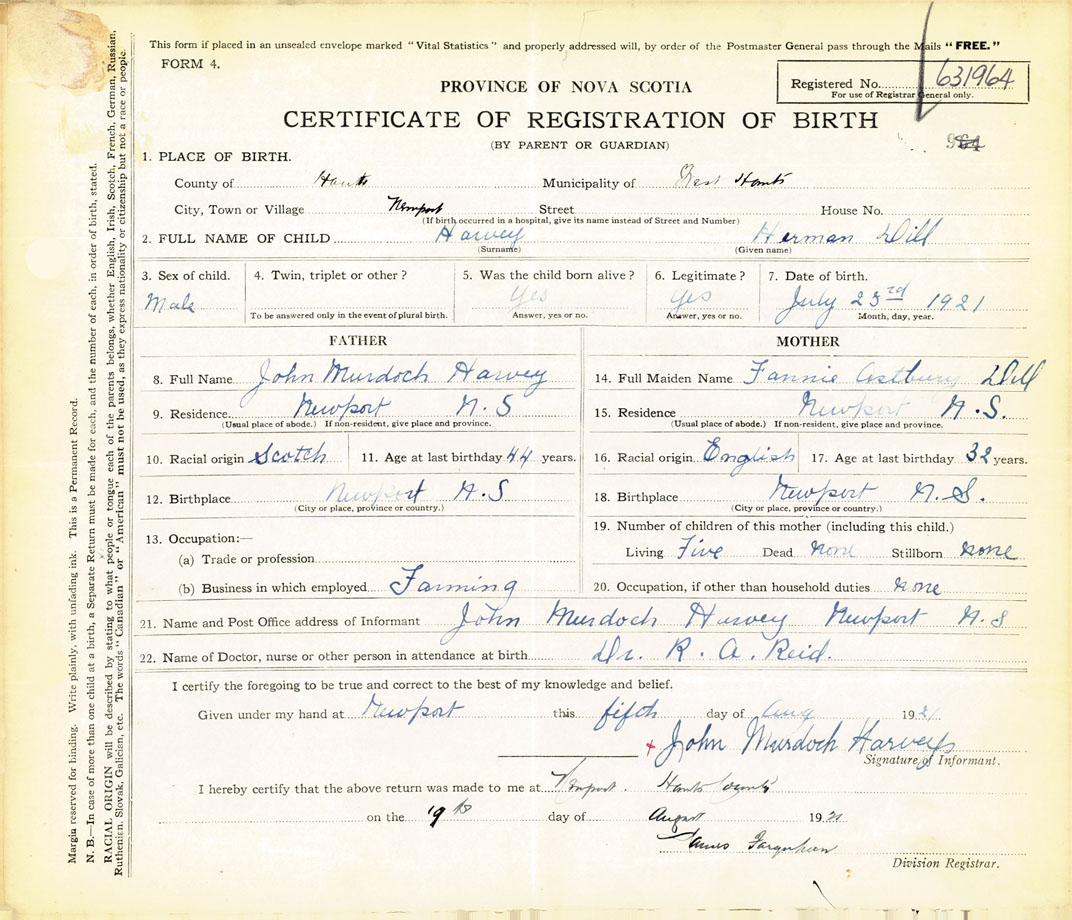 This form if placed in an unsealed envelope marked "Vital Statistics" and properly addressed will, by order of the Postmaster General pass through the Mails "FREE."
FORM 4.
Registered No. 631964
For use of Registrar General only.
964
PROVINCE OF NOVA SCOTIA
CERTIFICATE OF REGISTRATION OF BIRTH
(BY PARENT OR GUARDIAN)
1. PLACE OF BIRTH.
County of Hants Municipality of Hants
City, Town or Village Newport Street House No.
(If birth occurred in a hospital, give its name instead of Street and Number)
2. FULL NAME OF CHILD Harvey Herman Dill
(Surname) (Given name)
3. Sex of child. 4. Twin, triplet or other? 5. Was the child born alive? 6. Legitimate? 7. Date of birth.
Male Yes Yes July 23rd 1921
To be answered only in the event of plural birth. Answer, yes or no. Answer, yes or no. Month, day, year.
FATHER MOTHER
8. Full Name John Murdoch Harvey 14. Full Maiden Name Fannie Astbury Dill
9. Residence Newport N.S 15. Residence Newport N.S.
(Usual place of abode.) If non-resident, give place and province. (Usual place of abode.) If non-resident, give place and province.
10. Racial origin Scotch 11. Age at last birthday 44 years. 16. Racial origin English 17. Age at last birthday 32 years.
12. Birthplace Newport N.S 18. Birthplace Newport N.S.
(City or place, province or country.) (City or place, province or country.)
13. Occupation:— 19. Number of children of this mother (including this child.)
(a) Trade or profession Living Five Dead none Stillborn none
(b) Business in which employed Farming 20. Occupation, if other than household duties none
21. Name and Post Office address of Informant John Murdoch Harvey Newport N.S
22. Name of Doctor, nurse or other person in attendance at birth Dr. R. A. Reid.
I certify the foregoing to be true and correct to the best of my knowledge and belief.
Given under my hand at Newport this fifth day of Aug 1921
+ John Murdoch Harvey
Signature of Informant.
I hereby certify that the above return was made to me at Newport. Hants County
on the 19th day of August 1921
James Farquhar
Division Registrar.
Margin reserved for binding. Write plainly, with unfading ink. This is a Permanent Record.
N. B.—In case of more than one child at a birth, a Separate Return must be made for each, and the number of each, in order of birth, stated.
RACIAL ORIGIN will be described by stating to what people or tongue each of the parents belongs, whether English, Irish, Scotch, French, German, Russian,
Ruthenian, Slovak, Galician, etc. The words "Canadian" or "American" must not be used, as they express nationality or citizenship but not a race or people.